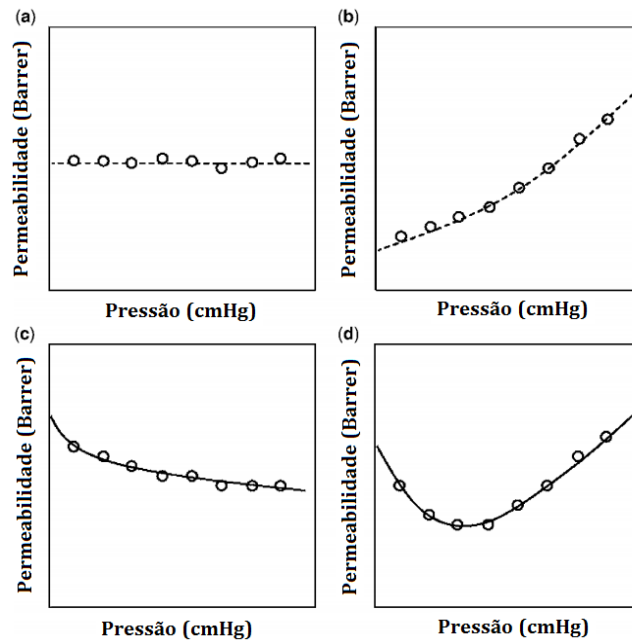 (a)
Permeabilidade (Barrer)
Pressão (cmHg)
(b)
Permeabilidade (Barrer)
Pressão (cmHg)
(c)
Permeabilidade (Barrer)
Pressão (cmHg)
(d)
Permeabilidade (Barrer)
Pressão (cmHg)